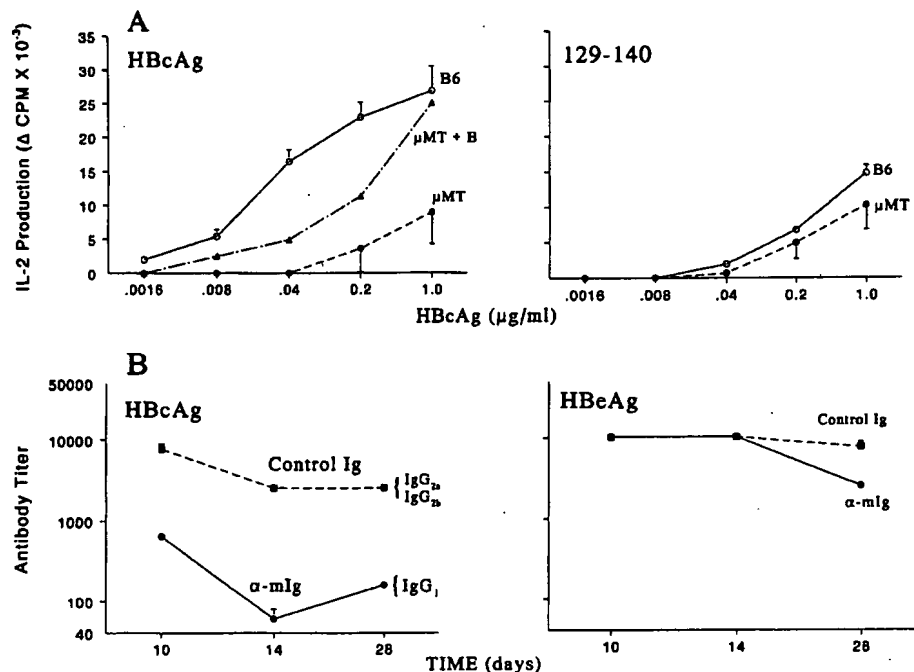 A
HBcAg
129-140
IL-2 Production (Δ CPM X 10⁻³)
35
30
25
20
15
10
5
0
B6
μMT + B
μMT
B6
μMT
.0016 .008 .04 0.2 1.0
.0016 .008 .04 0.2 1.0
HBcAg (μg/ml)
B
HBcAg
HBeAg
Antibody Titer
50000
10000
1000
100
40
Control Ig
{ IgG₂ₐ
IgG₂b
α-mIg
{ IgG₁
Control Ig
α-mIg
10 14 28
10 14 28
TIME (days)